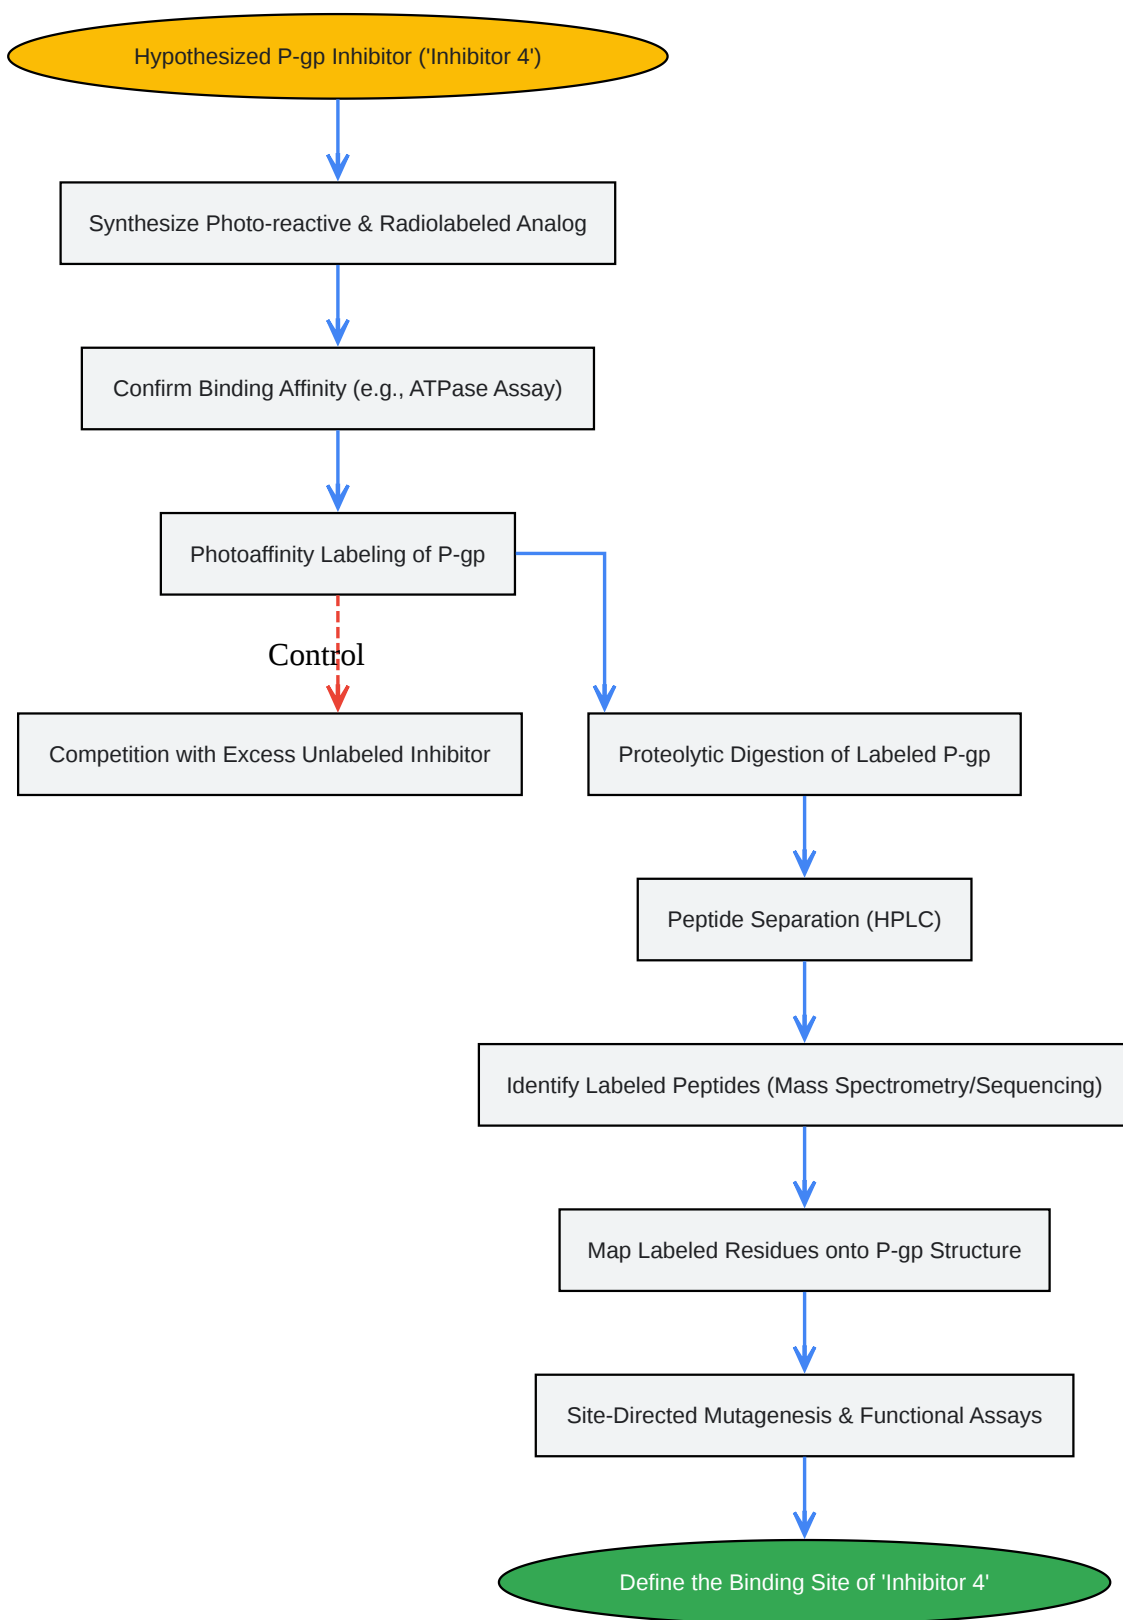 Hypothesized P-gp Inhibitor ('Inhibitor 4')
Synthesize Photo-reactive & Radiolabeled Analog
Confirm Binding Affinity (e.g., ATPase Assay)
Photoaffinity Labeling of P-gp
Control
Competition with Excess Unlabeled Inhibitor
Proteolytic Digestion of Labeled P-gp
Peptide Separation (HPLC)
Identify Labeled Peptides (Mass Spectrometry/Sequencing)
Map Labeled Residues onto P-gp Structure
Site-Directed Mutagenesis & Functional Assays
Define the Binding Site of 'Inhibitor 4'